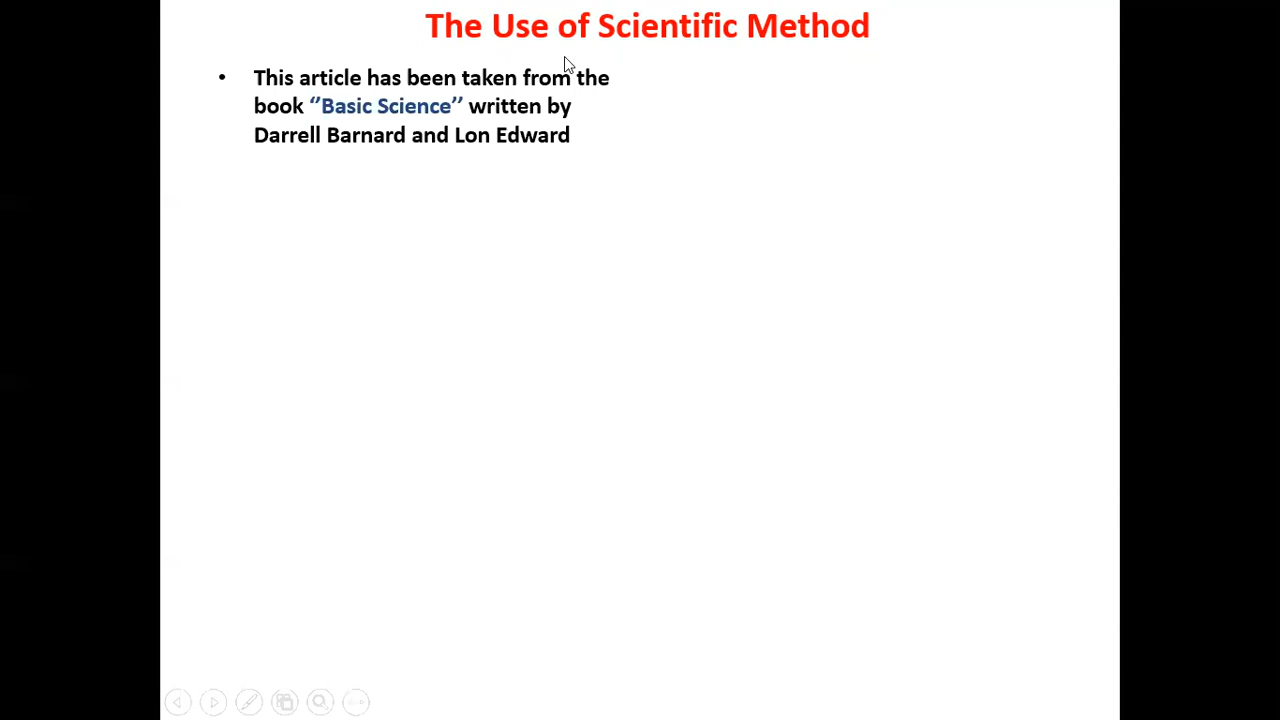 The Use of Scientific Method
• This article has been taken from the
book ‘’Basic Science’’ written by
Darrell Barnard and Lon Edward